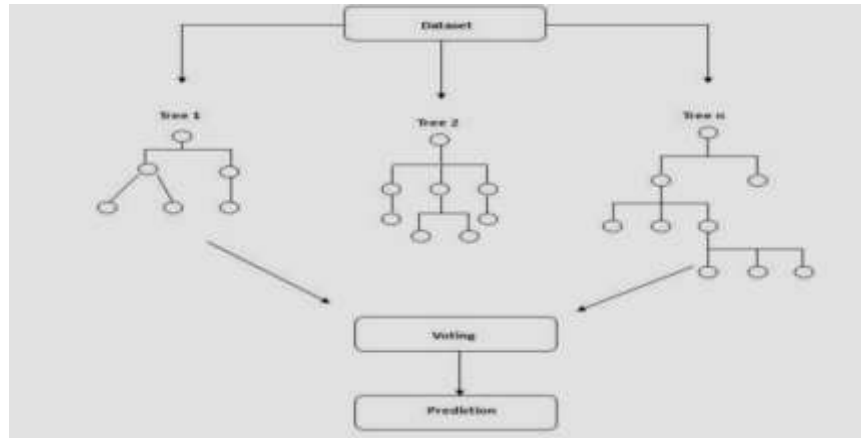 Dataset
Tree 1
Tree 2
Tree n
Voting
Prediction